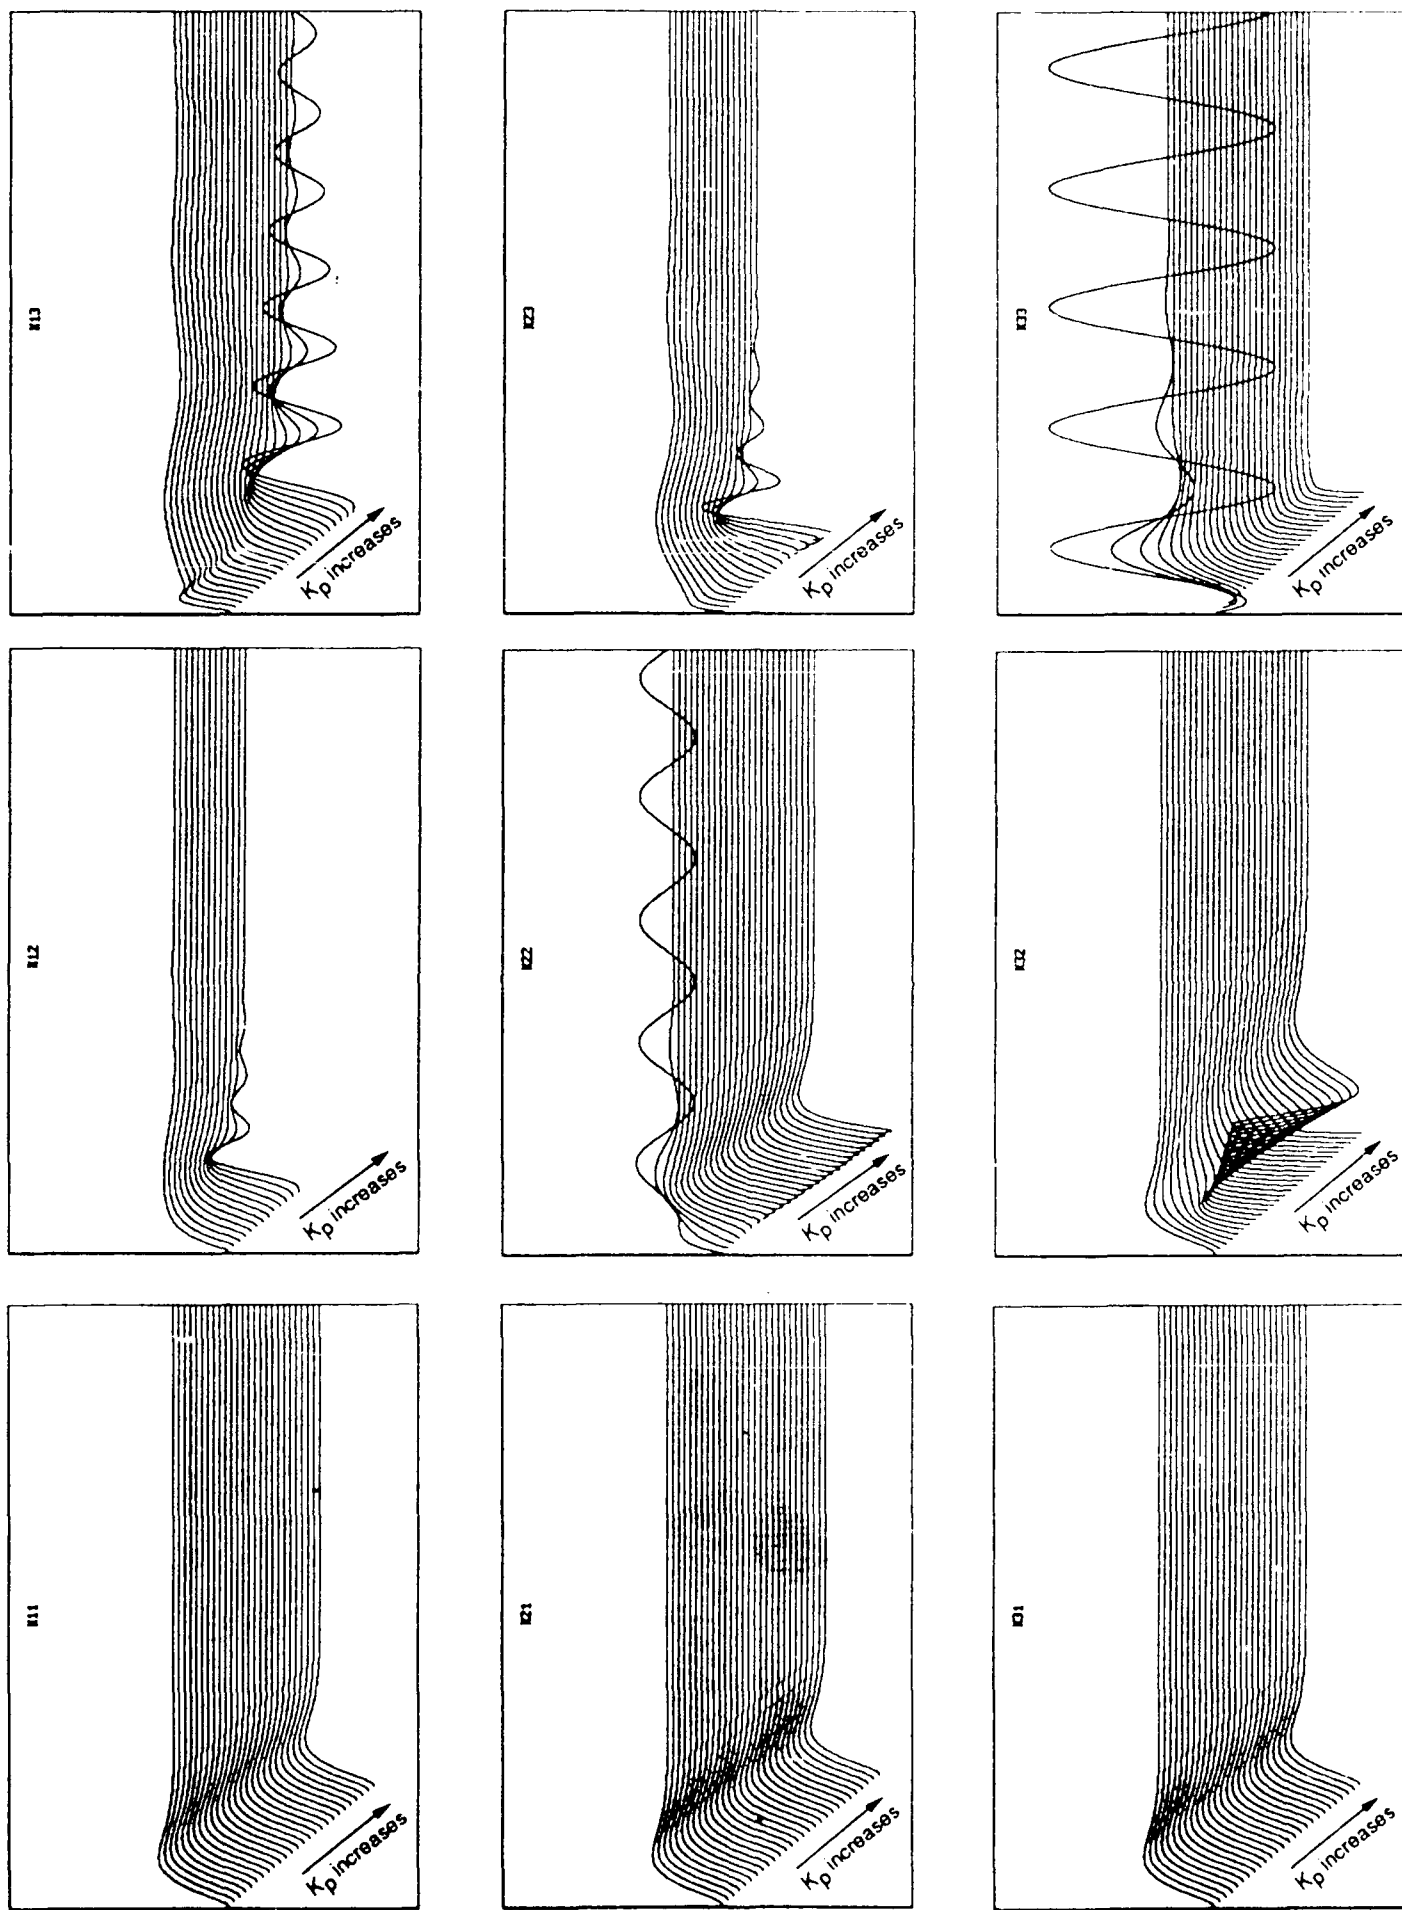 K11
K12
K13
Kp increases
Kp increases
Kp increases
K21
K22
K23
Kp increases
Kp increases
Kp increases
K31
K32
K33
Kp increases
Kp increases
Kp increases